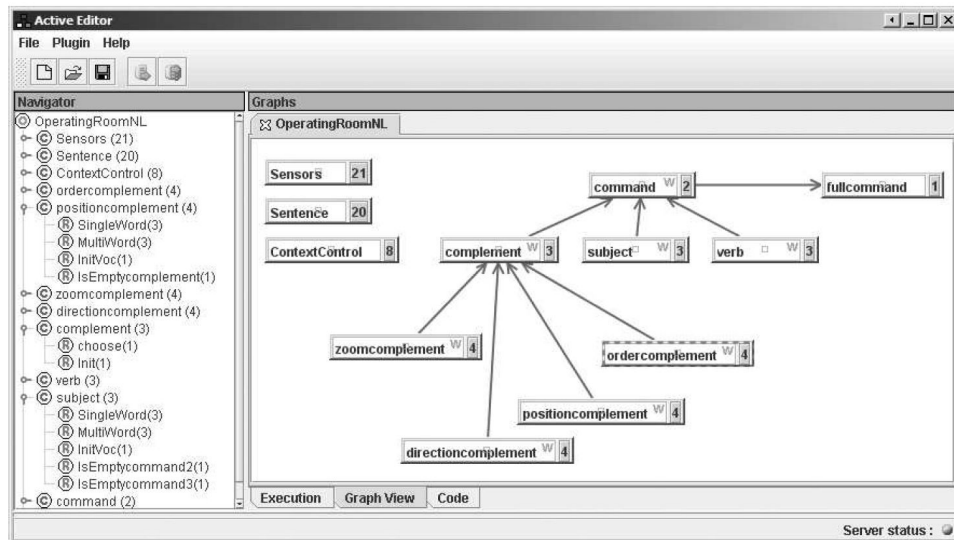 Active Editor
File Plugin Help
Navigator
OperatingRoomNL
Sensors (21)
Sentence (20)
ContextControl (8)
ordercomplement (4)
positioncomplement (4)
SingleWord(3)
MultiWord(3)
InitVoc(1)
IsEmptycomplement(1)
zoomcomplement (4)
directioncomplement (4)
complement (3)
choose(1)
Init(1)
verb (3)
subject (3)
SingleWord(3)
MultiWord(3)
InitVoc(1)
IsEmptycommand2(1)
IsEmptycommand3(1)
command (2)
Graphs
OperatingRoomNL
Sensors 21
command W 2
fullcommand 1
Sentence 20
ContextControl 8
complement W 3
subject W 3
verb W 3
zoomcomplement W 4
ordercomplement W 4
positioncomplement W 4
directioncomplement W 4
Execution Graph View Code
Server status :